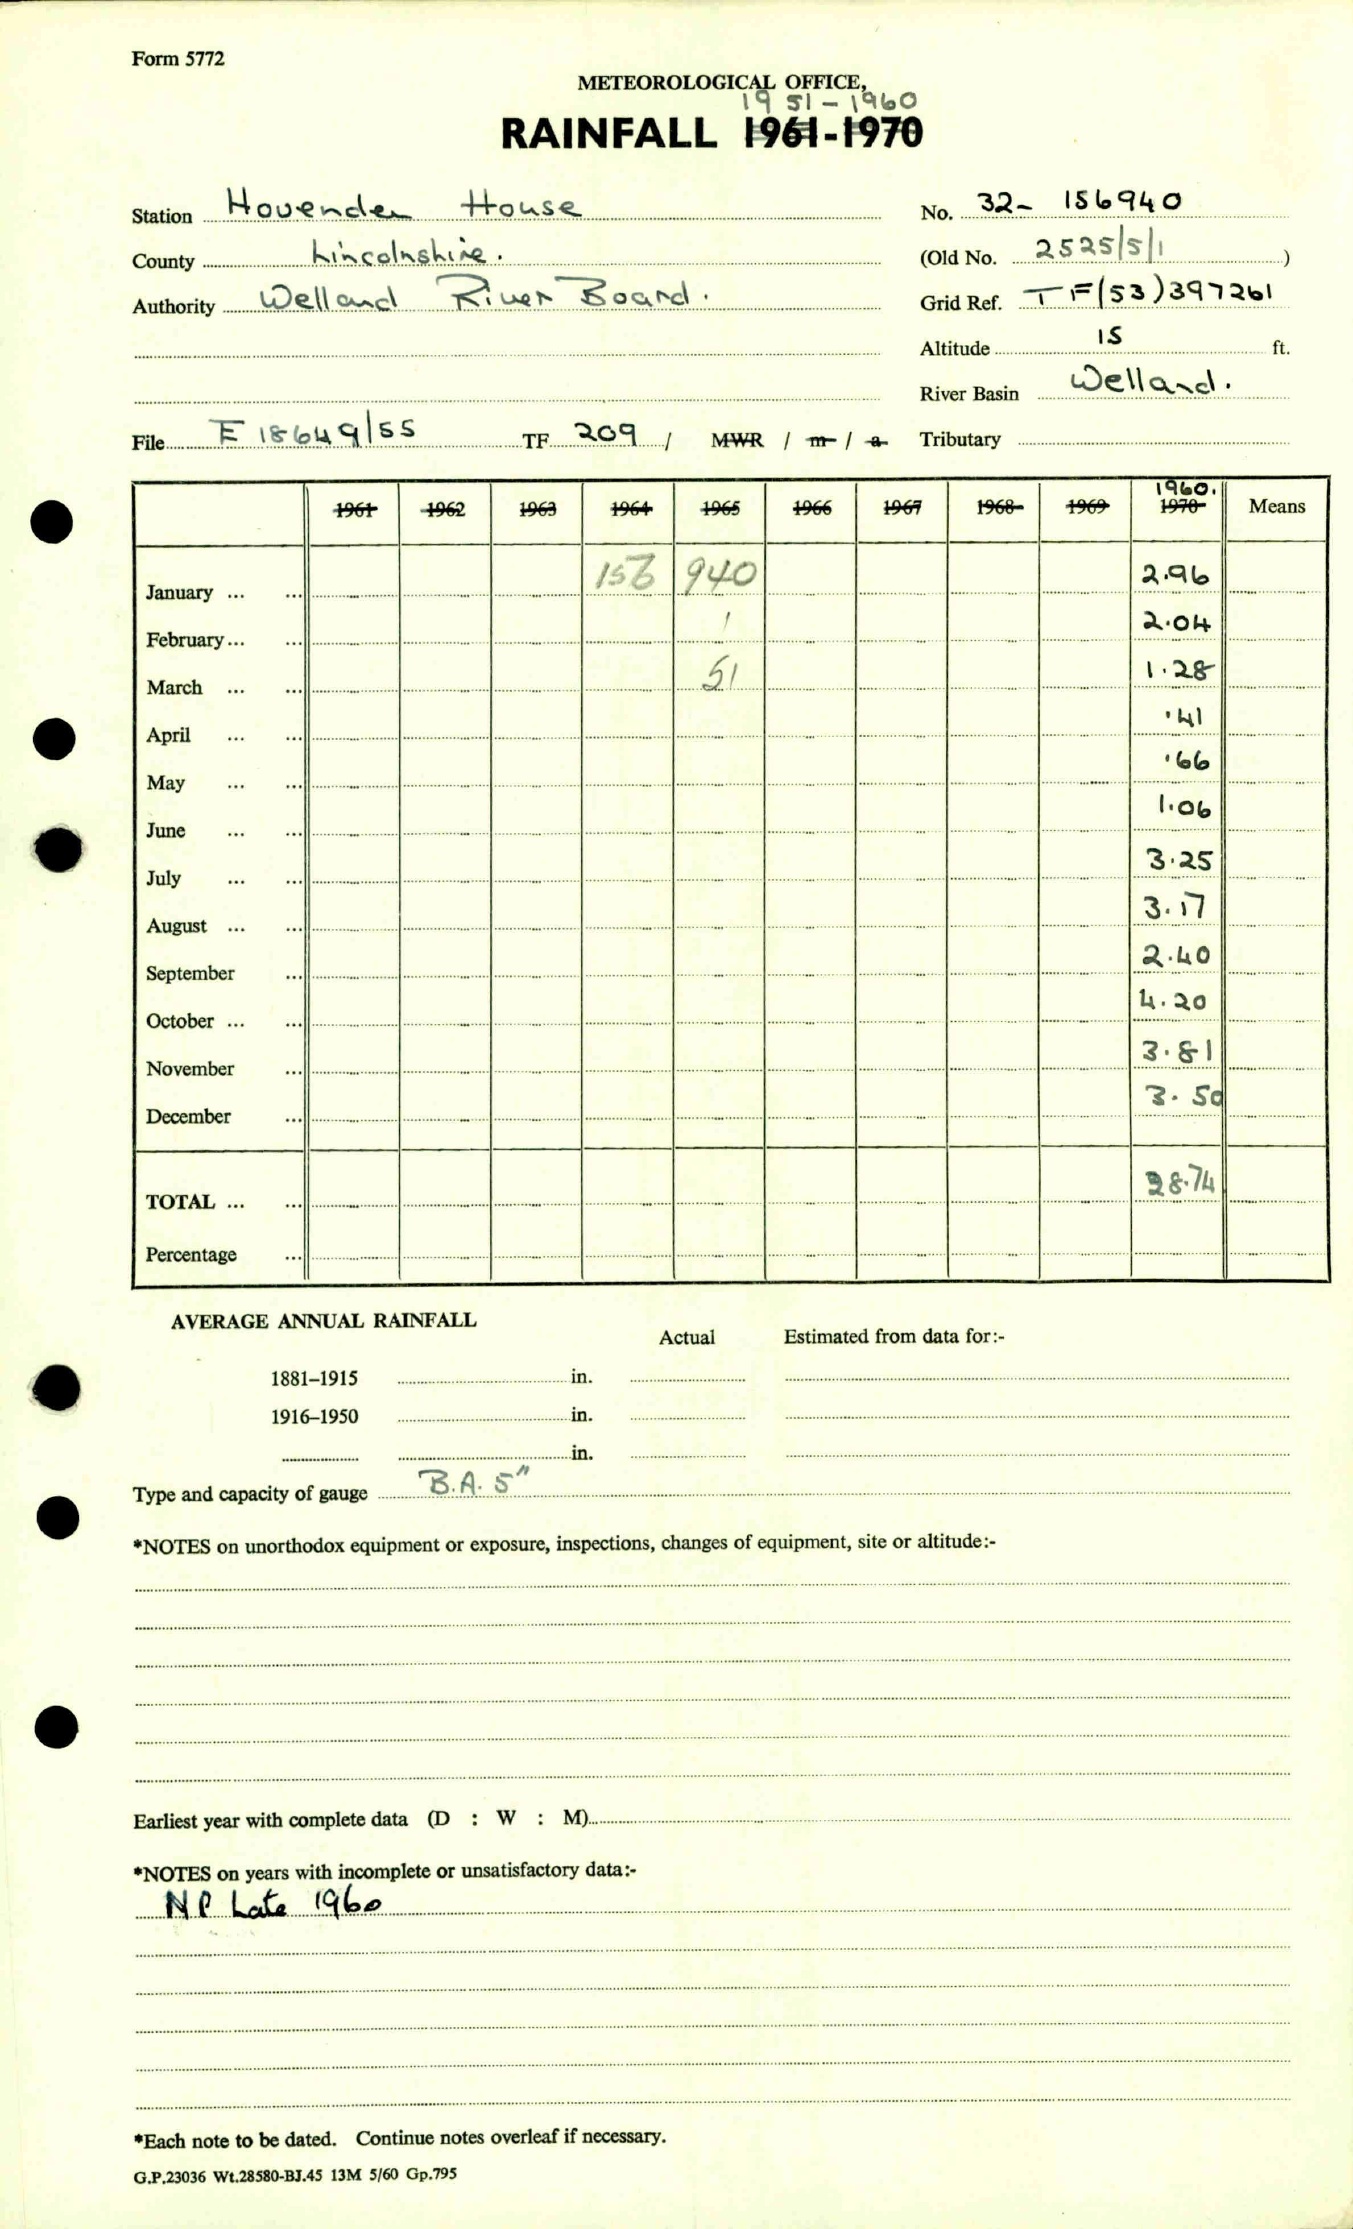 Form 5772
METEOROLOGICAL OFFICE,
1951-1960
RAINFALL 1961-1970
Station Hovenden House No. 32- 156940
County Lincolnshire. (Old No. 2525/5/1 )
Authority Welland River Board. Grid Ref. TF(53)397261
Altitude 15 ft.
River Basin Welland.
File E 18649/55 TF 209 / MWR / m / a Tributary
1960.
1961 1962 1963 1964 1965 1966 1967 1968 1969 1970 Means
January ... ... 156 940 2.96
February... ... 1 2.04
March ... ... 51 1.28
April ... ... .41
May ... ... .66
June ... ... 1.06
July ... ... 3.25
August ... ... 3.17
September ... 2.40
October ... ... 4.20
November ... 3.81
December ... 3.50
TOTAL ... ... 28.74
Percentage ...
AVERAGE ANNUAL RAINFALL
Actual Estimated from data for:-
1881-1915 in.
1916-1950 in.
in.
Type and capacity of gauge B.A. 5"
*NOTES on unorthodox equipment or exposure, inspections, changes of equipment, site or altitude:-
Earliest year with complete data (D : W : M)
*NOTES on years with incomplete or unsatisfactory data:-
NP Late 1960
*Each note to be dated. Continue notes overleaf if necessary.
G.P.23036 Wt.28580-BJ.45 13M 5/60 Gp.795